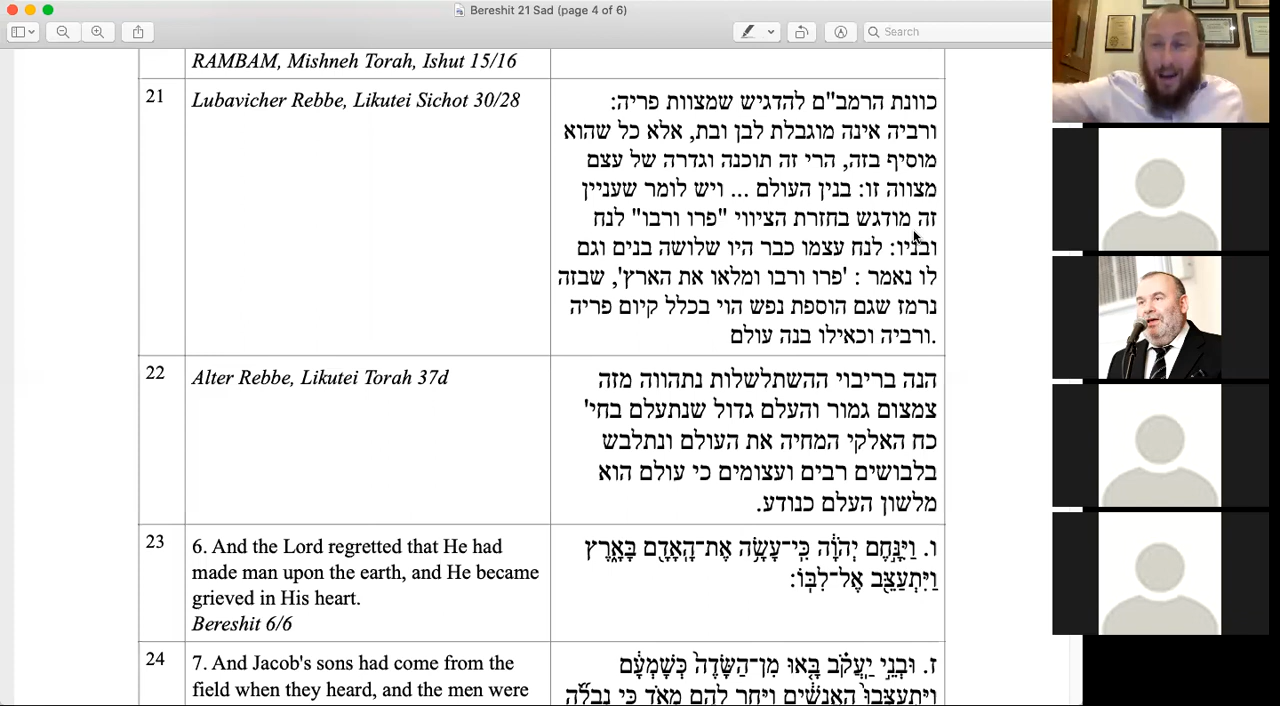 Bereshit 21 Sad (page 4 of 6)
Search
RAMBAM, Mishneh Torah, Ishut 15/16
21
Lubavicher Rebbe, Likutei Sichot 30/28
כוונת הרמב"ם להדגיש שמצוות פריה:
ורביה אינה מוגבלת לבן ובת, אלא כל שהוא
מוסיף בזה, הרי זה תוכנה וגדרה של עצם
מצווה זו: בנין העולם ... ויש לומר שעניין
זה מודגש בחזרת הציווי "פרו ורבו" לנח
ובניו: לנח עצמו כבר היו שלושה בנים וגם
לו נאמר : 'פרו ורבו ומלאו את הארץ', שבזה
נרמז שגם הוספת נפש הוי בכלל קיום פריה
.ורביה וכאילו בנה עולם
22
Alter Rebbe, Likutei Torah 37d
הנה בריבוי ההשתלשלות נתהווה מזה
צמצום גמור והעלם גדול שנתעלם בחי'
כח האלקי המחיה את העולם ונתלבש
בלבושים רבים ועצומים כי עולם הוא
מלשון העלם כנודע.
23
6. And the Lord regretted that He had
made man upon the earth, and He became
grieved in His heart.
Bereshit 6/6
ו. וַיִּנָּ֣חֶם יְהֹוָ֔ה כִּֽי־עָשָׂ֥ה אֶת־הָֽאָדָ֖ם בָּאָ֑רֶץ
וַיִּתְעַצֵּ֖ב אֶל־לִבּֽוֹ:
24
7. And Jacob's sons had come from the
field when they heard, and the men were
ז. וּבְנֵ֨י יַֽעֲקֹ֜ב בָּ֤אוּ מִן־הַשָּׂדֶה֙ כְּשָׁמְעָ֔ם
וַיִּֽתְעַצְּבוּ֙ הָֽאֲנָשִׁ֔ים וַיִּ֥חַר לָהֶ֖ם מְאֹ֑ד כִּ֣י נְבָלָ֞ה